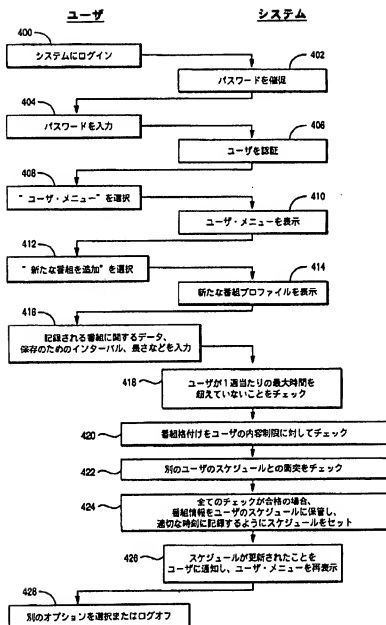 ユーザ
システム
400
システムにログイン
402
パスワードを催促
404
パスワードを入力
406
ユーザを認証
408
"ユーザ・メニュー"を選択
410
ユーザ・メニューを表示
412
"新たな番組を追加"を選択
414
新たな番組プロファイルを表示
416
記録される番組に関するデータ、
保存のためのインターバル、長さなどを入力
418
ユーザが1週当たりの最大時間を
超えていないことをチェック
420
番組格付けをユーザの内容制限に対してチェック
422
別のユーザのスケジュールとの衝突をチェック
424
全てのチェックが合格の場合、
番組情報をユーザのスケジュールに保管し、
適切な時刻に記録するようにスケジュールをセット
426
スケジュールが更新されたことを
ユーザに通知し、ユーザ・メニューを再表示
428
別のオプションを選択またはログオフ